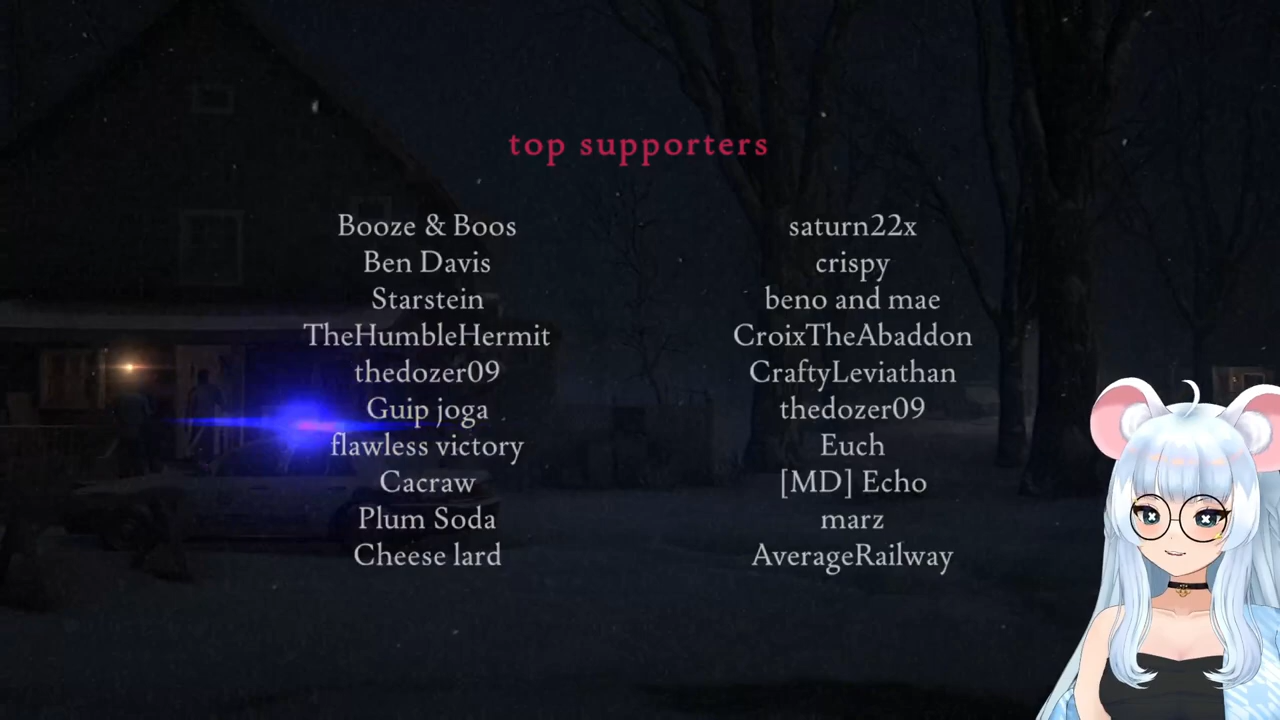 top supporters
Booze & Boos
Ben Davis
Starstein
TheHumbleHermit
thedozer09
Guip joga
flawless victory
Cacraw
Plum Soda
Cheese lard
saturn22x
crispy
beno and mae
CroixTheAbaddon
CraftyLeviathan
thedozer09
Euch
[MD] Echo
marz
AverageRailway